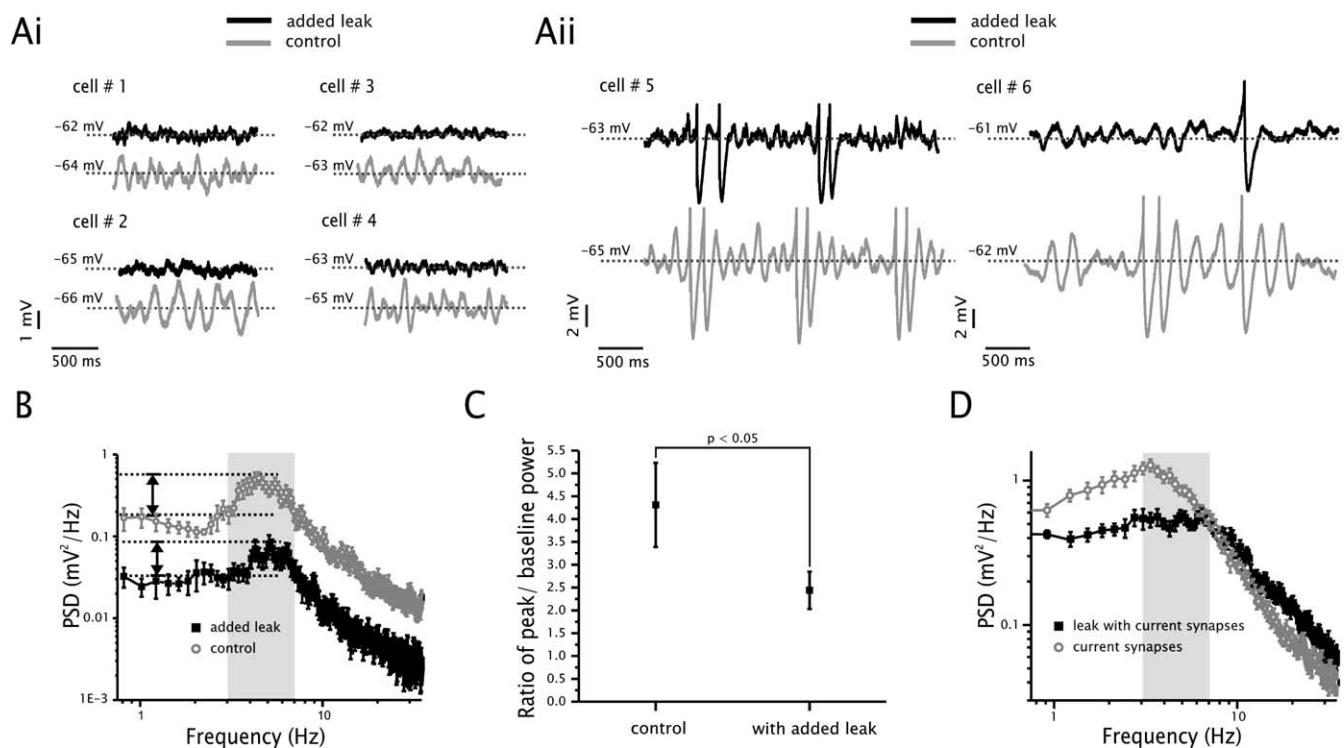 Ai
added leak
control
cell # 1
−62 mV
−64 mV
cell # 3
−62 mV
−63 mV
cell # 2
−65 mV
−66 mV
cell # 4
−63 mV
−65 mV
1 mV
500 ms
Aii
added leak
control
cell # 5
−63 mV
−65 mV
2 mV
500 ms
cell # 6
−61 mV
−62 mV
2 mV
500 ms
B
PSD (mV²/Hz)
1
0.1
0.01
1E−3
added leak
control
1
10
Frequency (Hz)
C
Ratio of peak/ baseline power
p < 0.05
5.5
5.0
4.5
4.0
3.5
3.0
2.5
2.0
1.5
1.0
0.5
0.0
control
with added leak
D
PSD (mV²/Hz)
1
0.1
leak with current synapses
current synapses
1
10
Frequency (Hz)